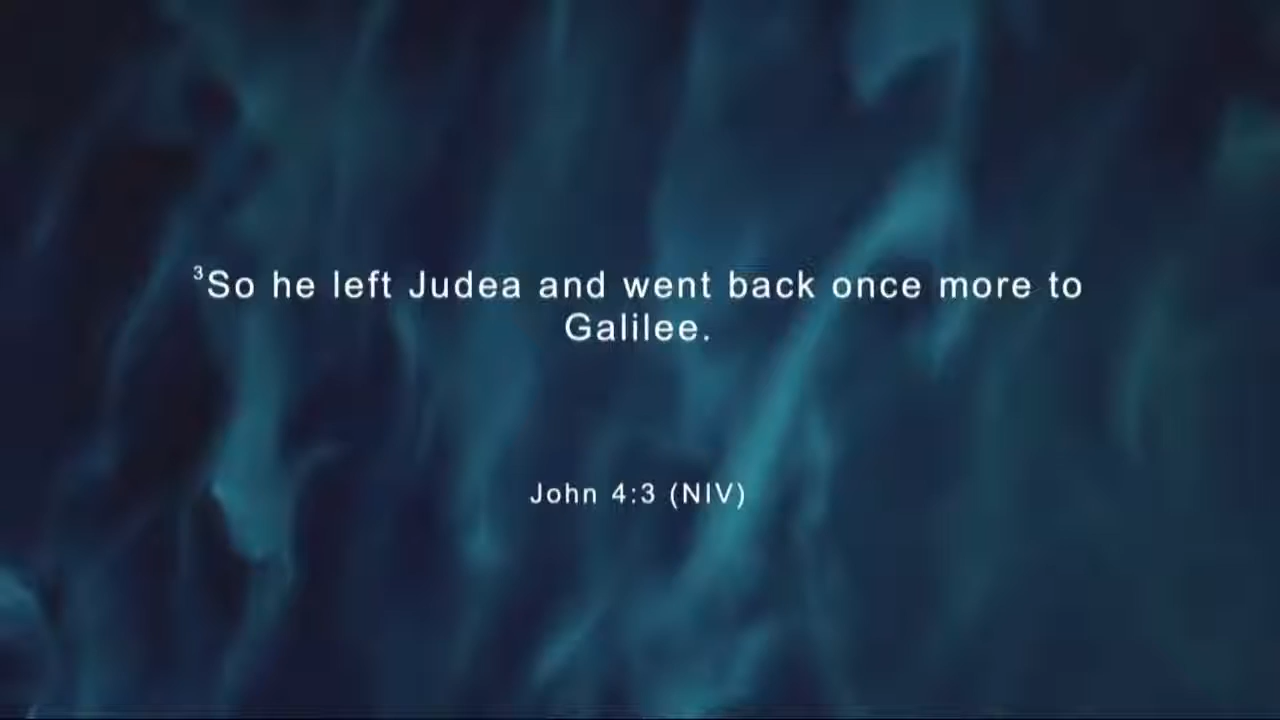 ³So he left Judea and went back once more to
Galilee.
John 4:3 (NIV)